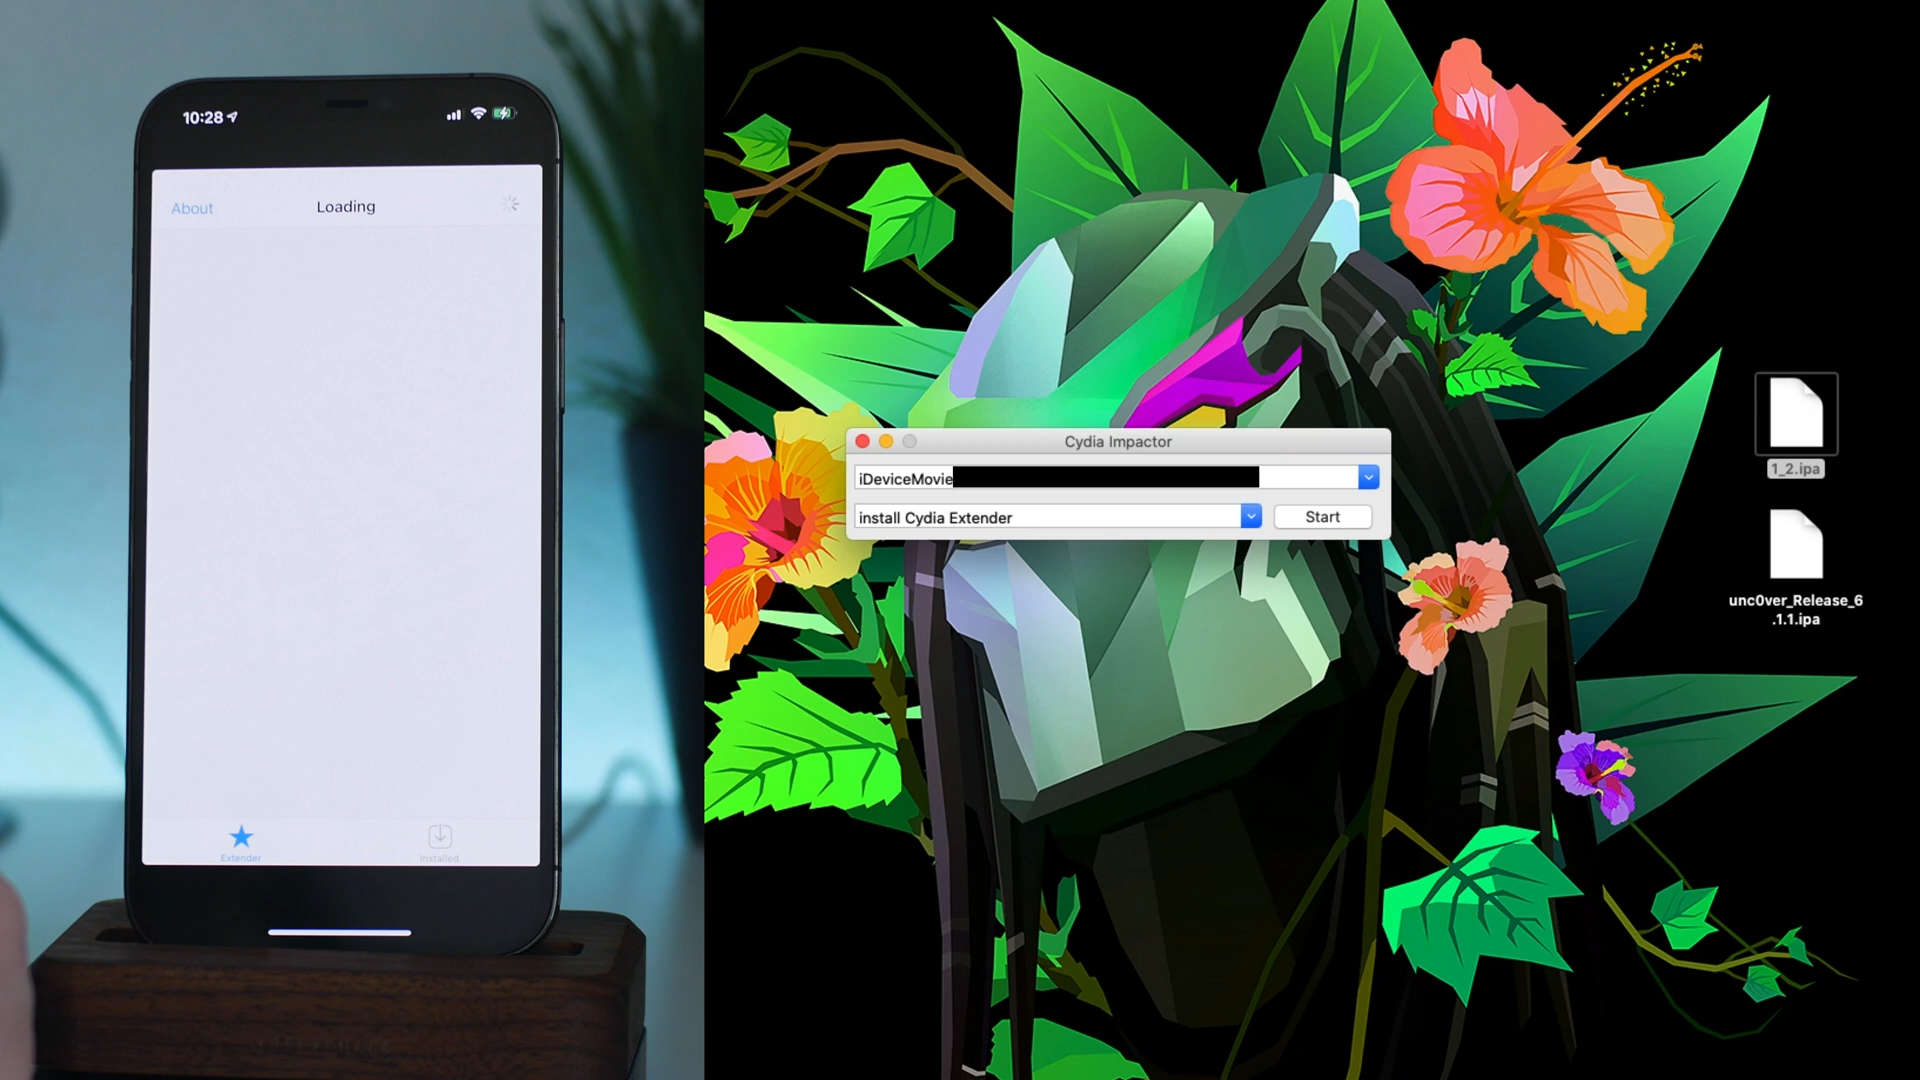 10:28
About
Loading
Extender
Installed
Cydia Impactor
iDeviceMovie
install Cydia Extender
Start
1_2.ipa
unc0ver_Release_6
.1.1.ipa